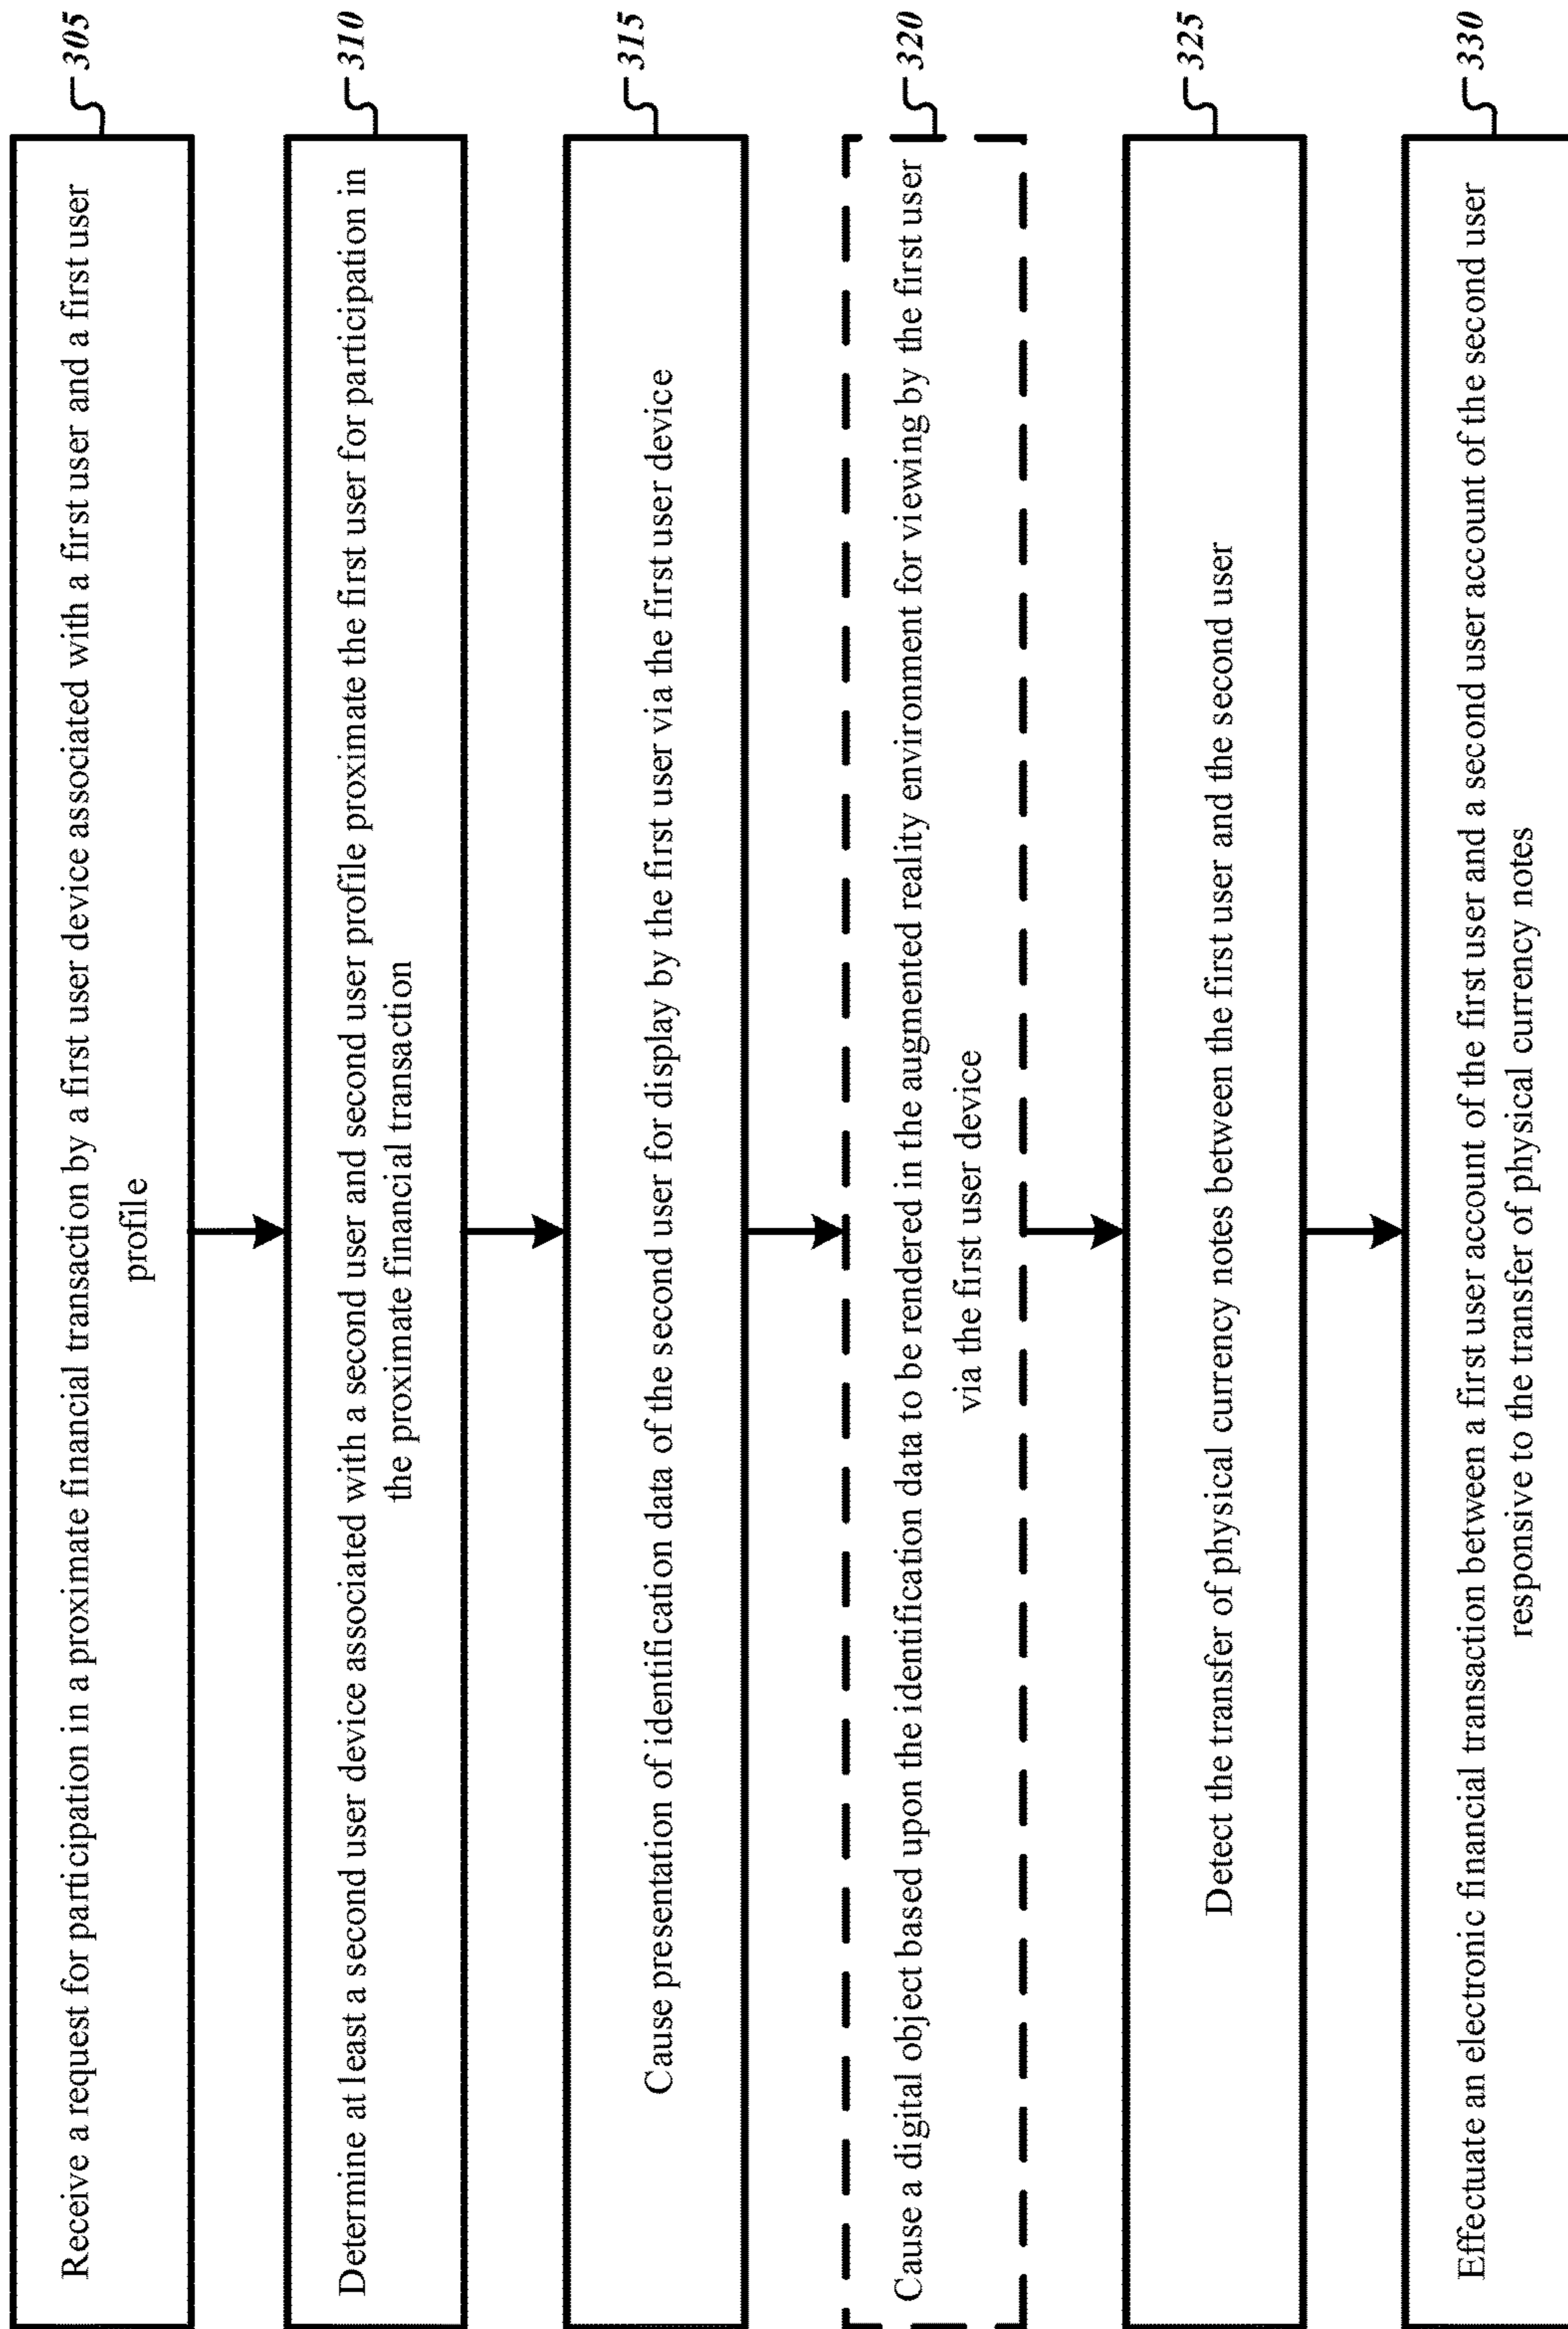 Receive a request for participation in a proximate financial transaction by a first user device associated with a first user and a first user
profile
305
Determine at least a second user device associated with a second user and second user profile proximate the first user for participation in
the proximate financial transaction
310
Cause presentation of identification data of the second user for display by the first user via the first user device
315
Cause a digital object based upon the identification data to be rendered in the augmented reality environment for viewing by the first user
via the first user device
320
Detect the transfer of physical currency notes between the first user and the second user
325
Effectuate an electronic financial transaction between a first user account of the first user and a second user account of the second user
responsive to the transfer of physical currency notes
330